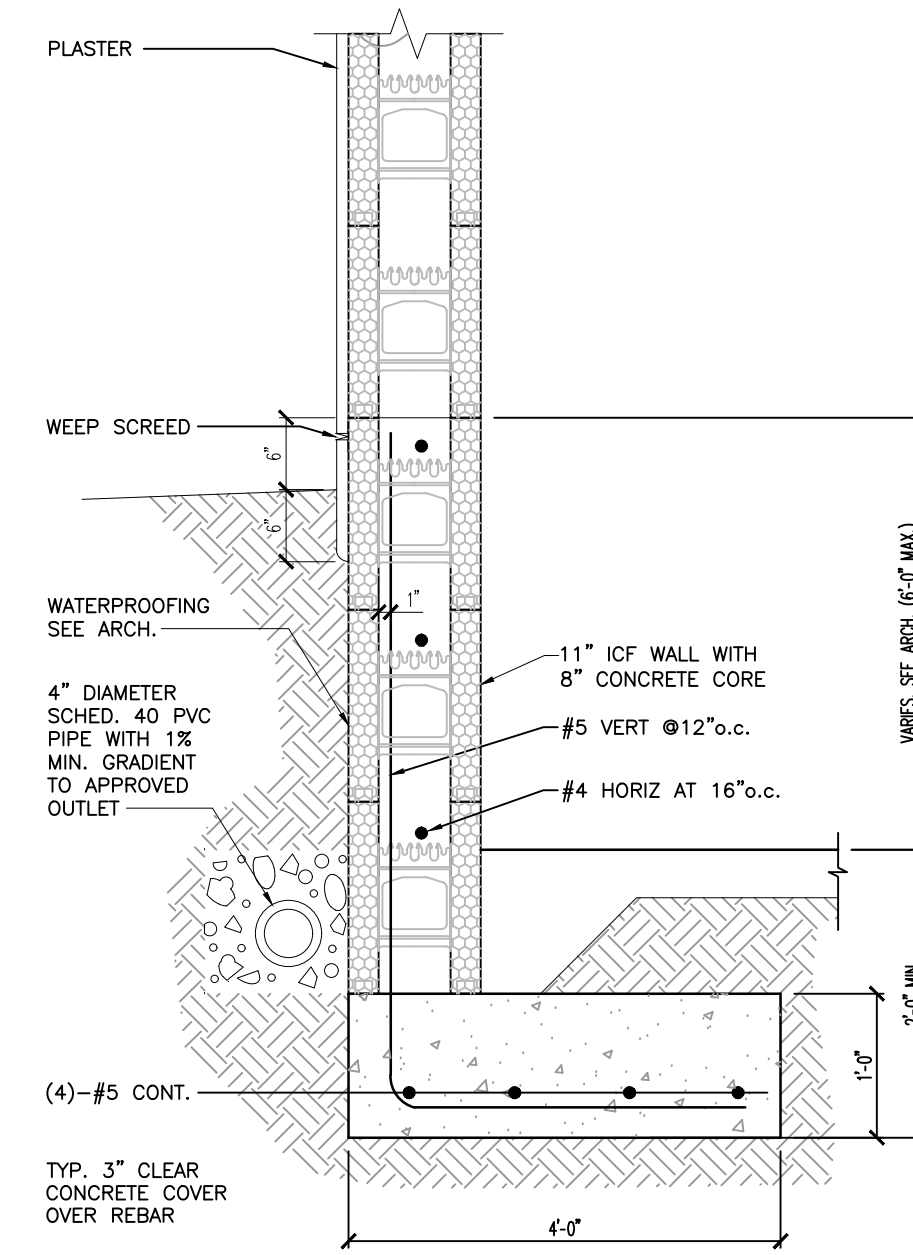 PLASTER
WEEP SCREED
6"
6"
WATERPROOFING
SEE ARCH.
1"
4" DIAMETER
SCHED. 40 PVC
PIPE WITH 1%
MIN. GRADIENT
TO APPROVED
OUTLET
11" ICF WALL WITH
8" CONCRETE CORE
#5 VERT @12"o.c.
#4 HORIZ AT 16"o.c.
VARIES, SEE ARCH. (6'-0" MAX.)
2'-0" MIN.
1'-0"
(4)-#5 CONT.
TYP. 3" CLEAR
CONCRETE COVER
OVER REBAR
4'-0"